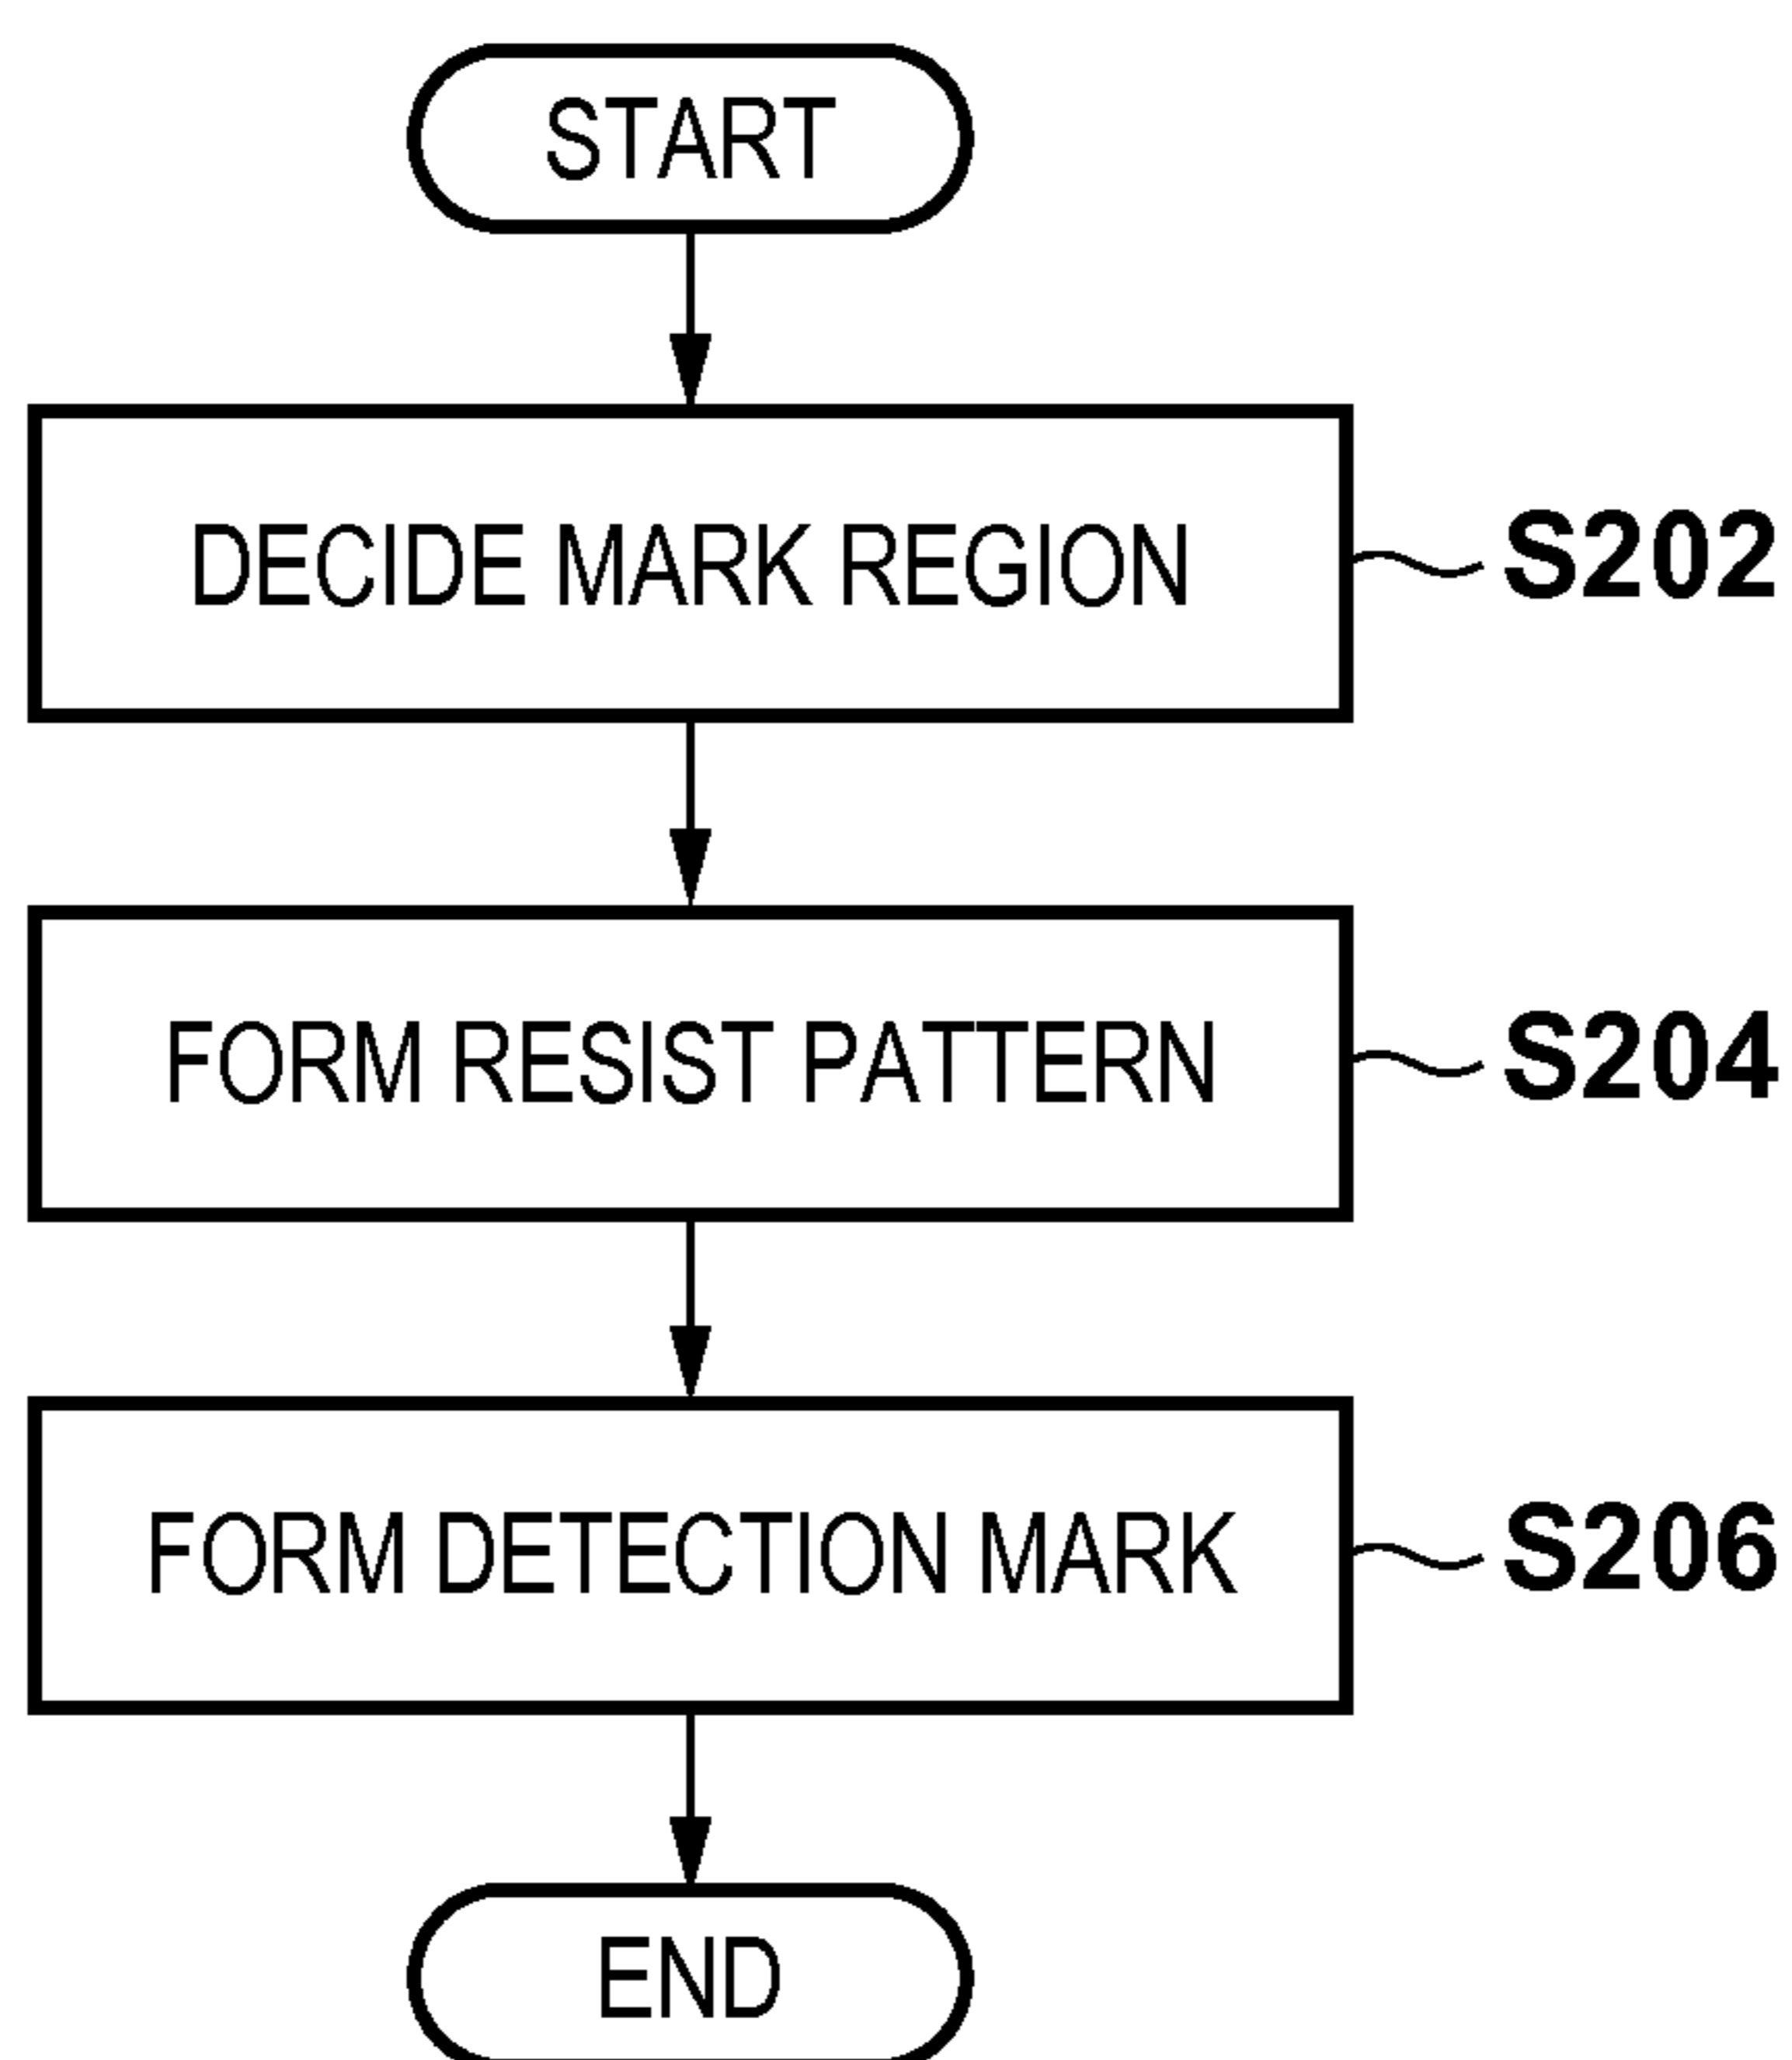 START
DECIDE MARK REGION
S202
FORM RESIST PATTERN
S204
FORM DETECTION MARK
S206
END